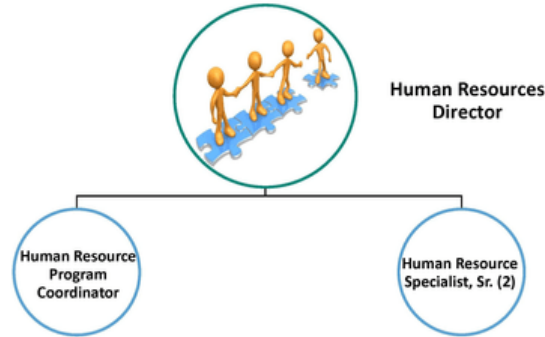 Human Resources
Director
Human Resource
Program
Coordinator
Human Resource
Specialist, Sr. (2)